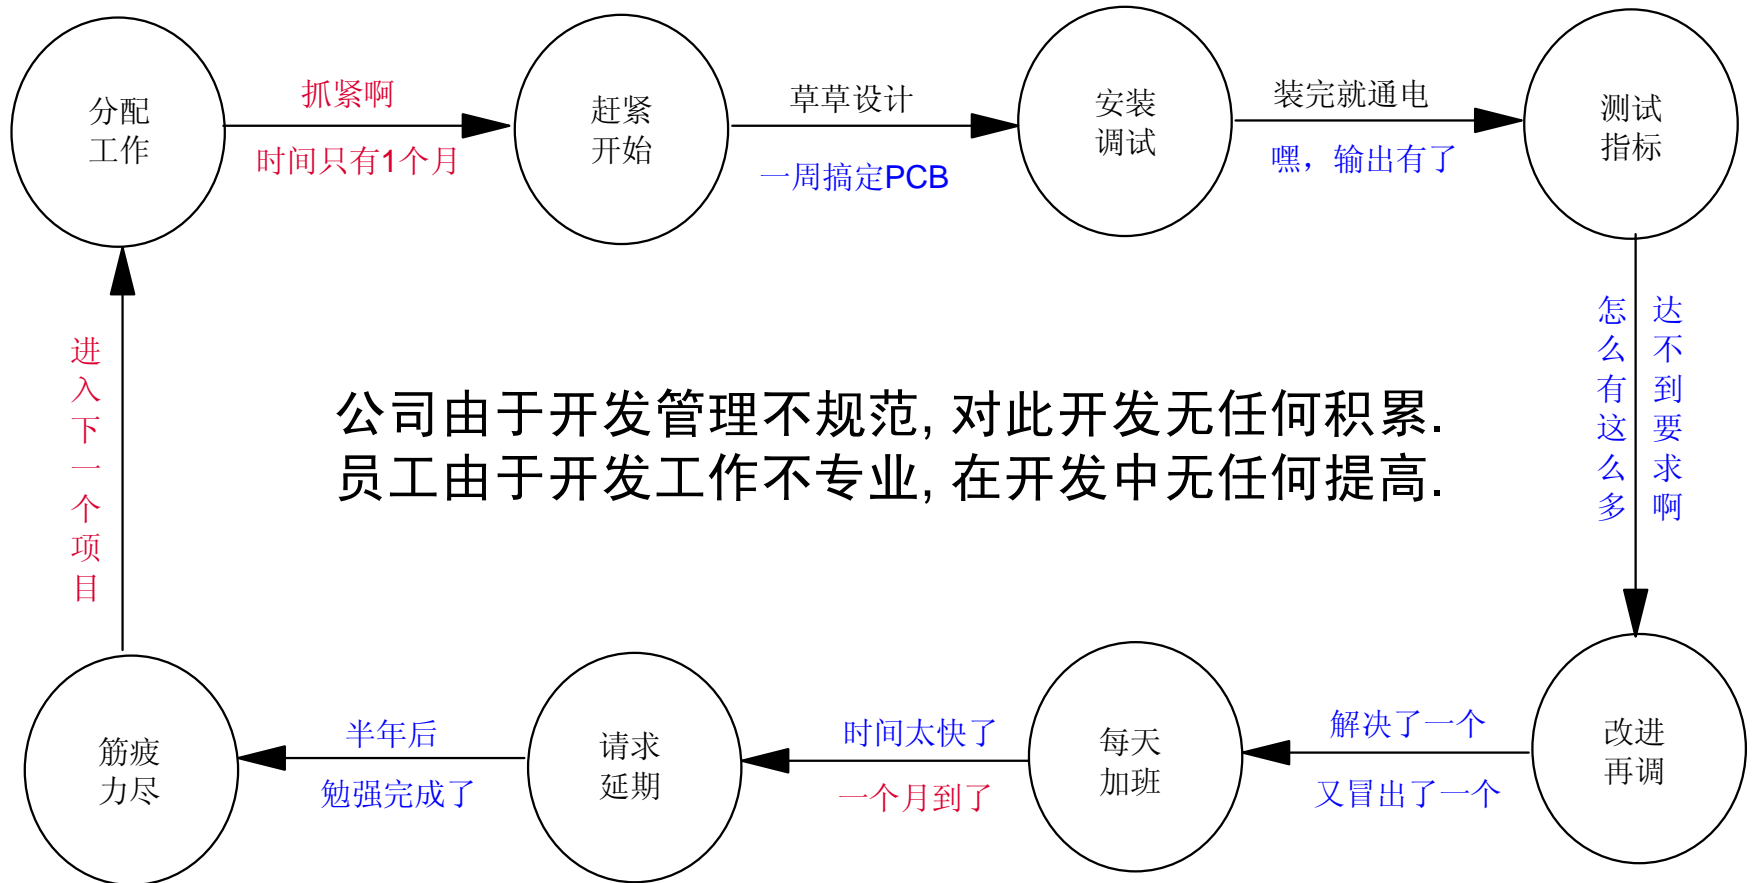 分配
工作
抓紧啊
时间只有1个月
赶紧
开始
草草设计
一周搞定PCB
安装
调试
装完就通电
嘿，输出有了
测试
指标
怎么有这么多
达不到要求啊
改进
再调
解决了一个
又冒出了一个
每天
加班
时间太快了
一个月到了
请求
延期
半年后
勉强完成了
筋疲
力尽
进入下一个项目
公司由于开发管理不规范, 对此开发无任何积累.
员工由于开发工作不专业, 在开发中无任何提高.